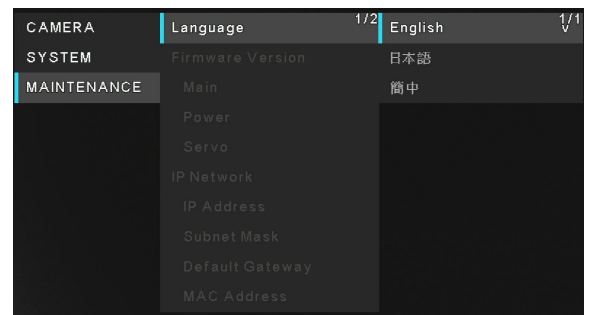 CAMERA
SYSTEM
MAINTENANCE
Language 1/2
Firmware Version
Main
Power
Servo
IP Network
IP Address
Subnet Mask
Default Gateway
MAC Address
English 1/1
日本語
簡中